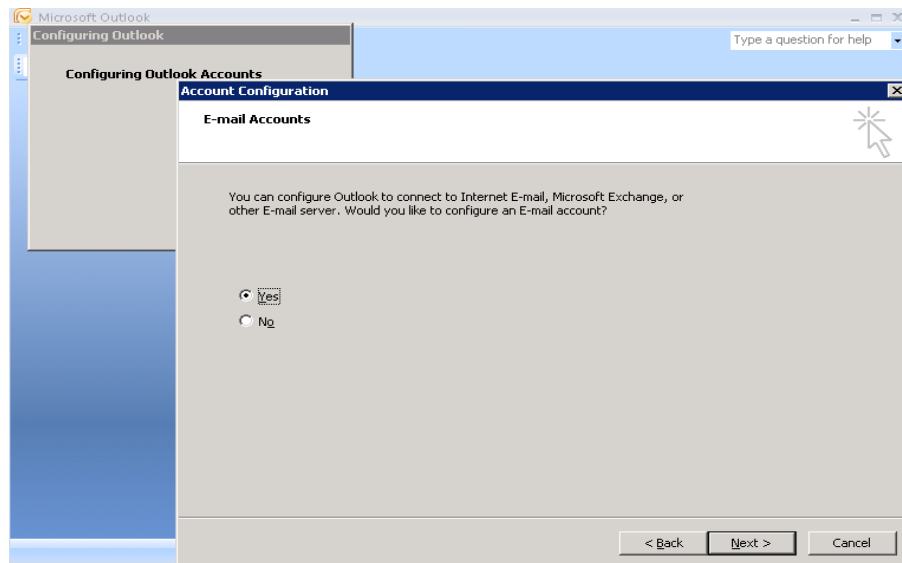 Microsoft Outlook
Configuring Outlook
Type a question for help
Configuring Outlook Accounts
Account Configuration
E-mail Accounts
You can configure Outlook to connect to Internet E-mail, Microsoft Exchange, or
other E-mail server. Would you like to configure an E-mail account?
Yes
No
< Back
Next >
Cancel